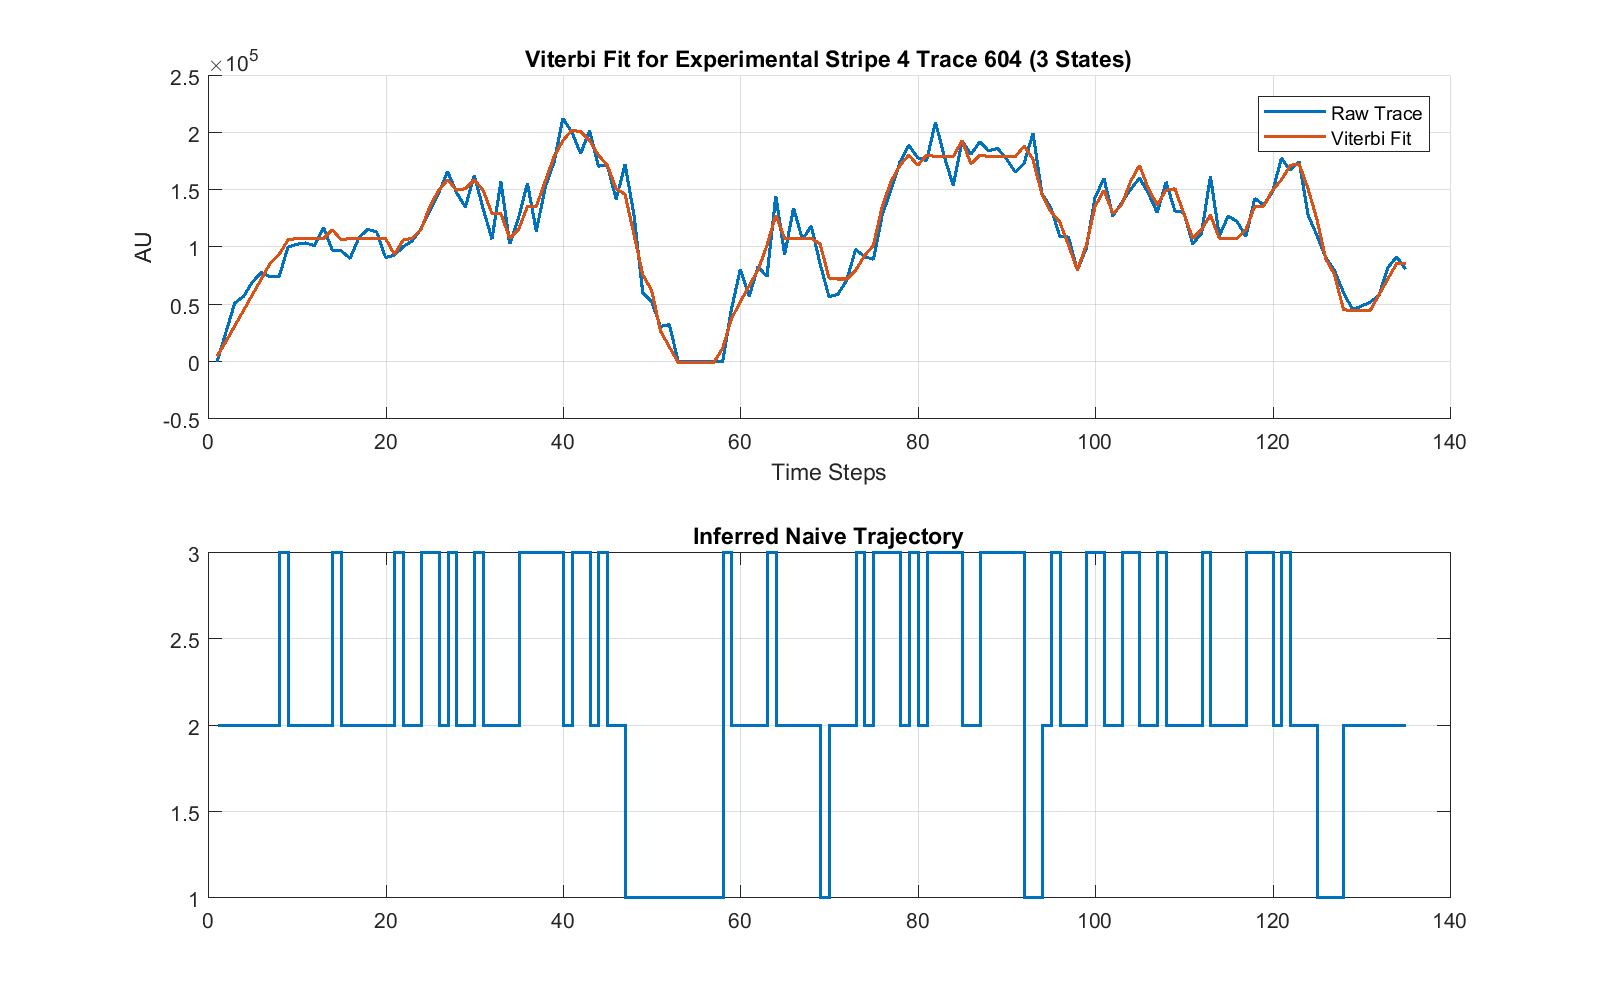 Viterbi Fit for Experimental Stripe 4 Trace 604 (3 States)
×10⁵
2.5
2
1.5
1
0.5
0
-0.5
AU
Raw Trace
Viterbi Fit
0 20 40 60 80 100 120 140
Time Steps
Inferred Naive Trajectory
3
2.5
2
1.5
1
0 20 40 60 80 100 120 140